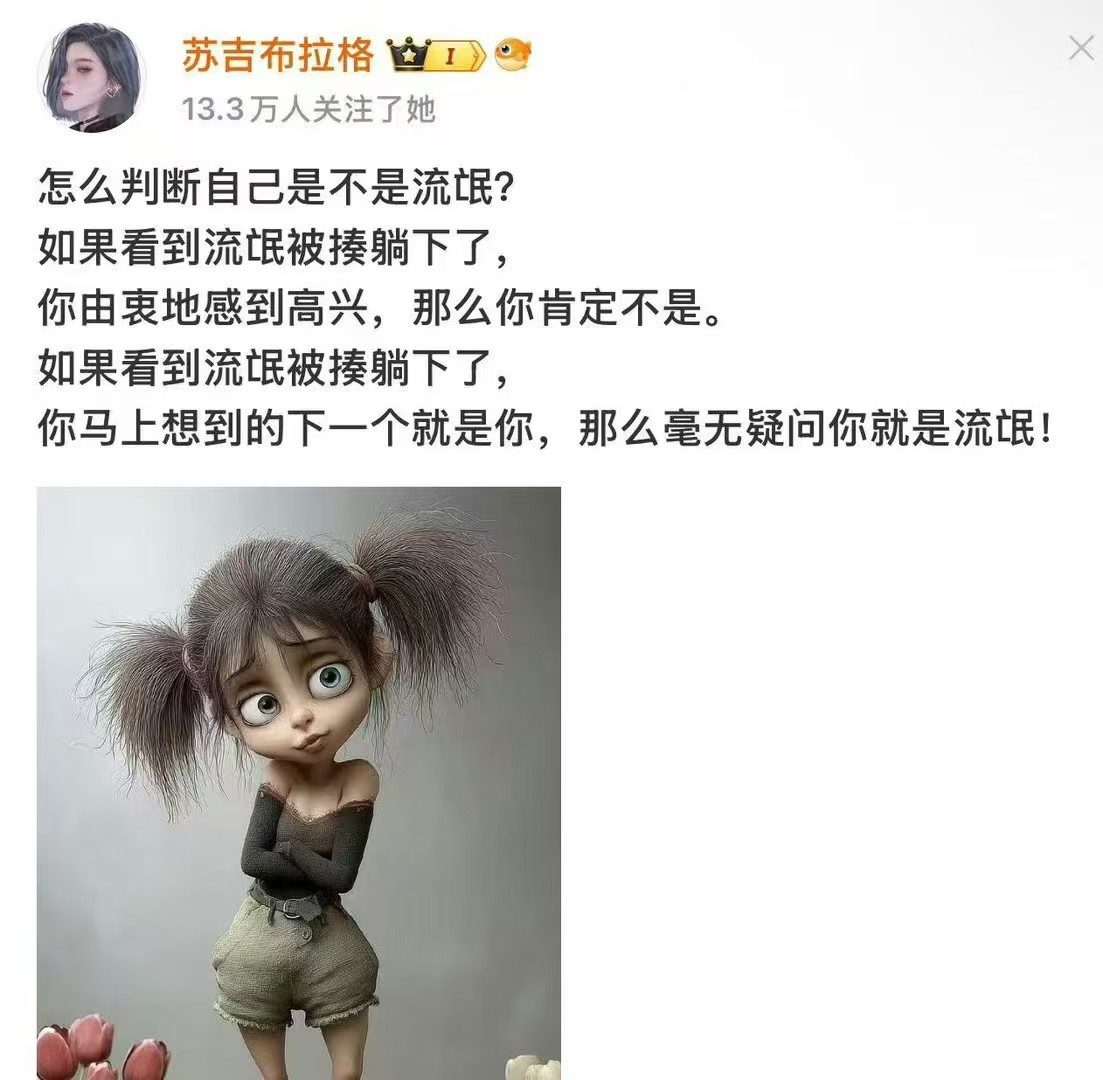 苏吉布拉格 I
13.3万人关注了她
怎么判断自己是不是流氓?
如果看到流氓被揍躺下了，
你由衷地感到高兴，那么你肯定不是。
如果看到流氓被揍躺下了，
你马上想到的下一个就是你，那么毫无疑问你就是流氓！